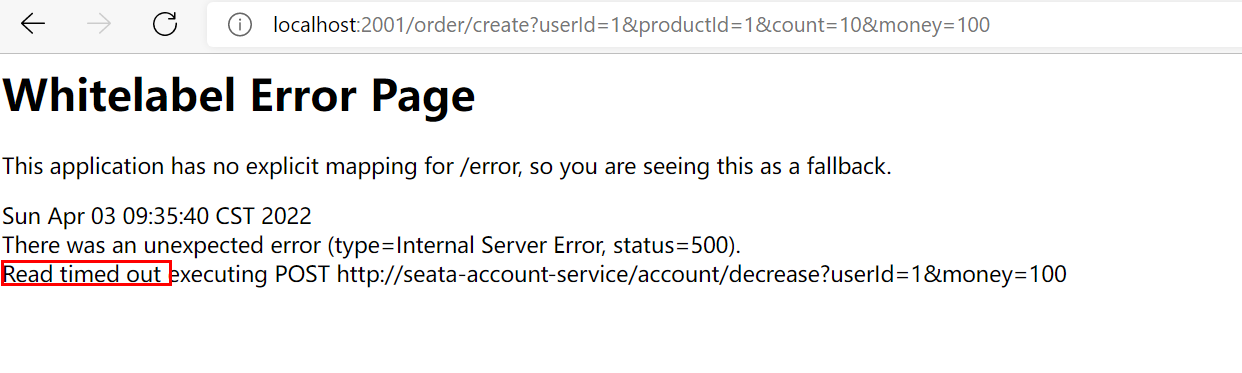 localhost:2001/order/create?userId=1&productId=1&count=10&money=100
Whitelabel Error Page
This application has no explicit mapping for /error, so you are seeing this as a fallback.
Sun Apr 03 09:35:40 CST 2022
There was an unexpected error (type=Internal Server Error, status=500).
Read timed out executing POST http://seata-account-service/account/decrease?userId=1&money=100